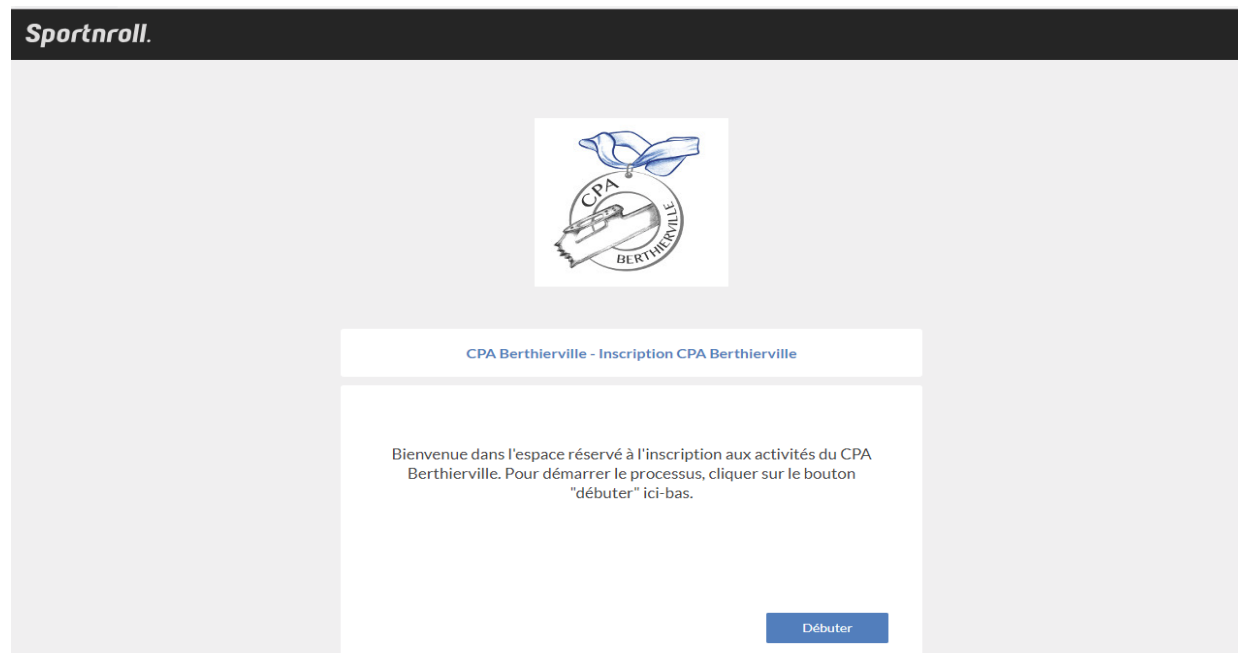 Sportnroll.
CPA
BERTHIERVILLE
CPA Berthierville - Inscription CPA Berthierville
Bienvenue dans l'espace réservé à l'inscription aux activités du CPA
Berthierville. Pour démarrer le processus, cliquer sur le bouton
"débuter" ici-bas.
Débuter